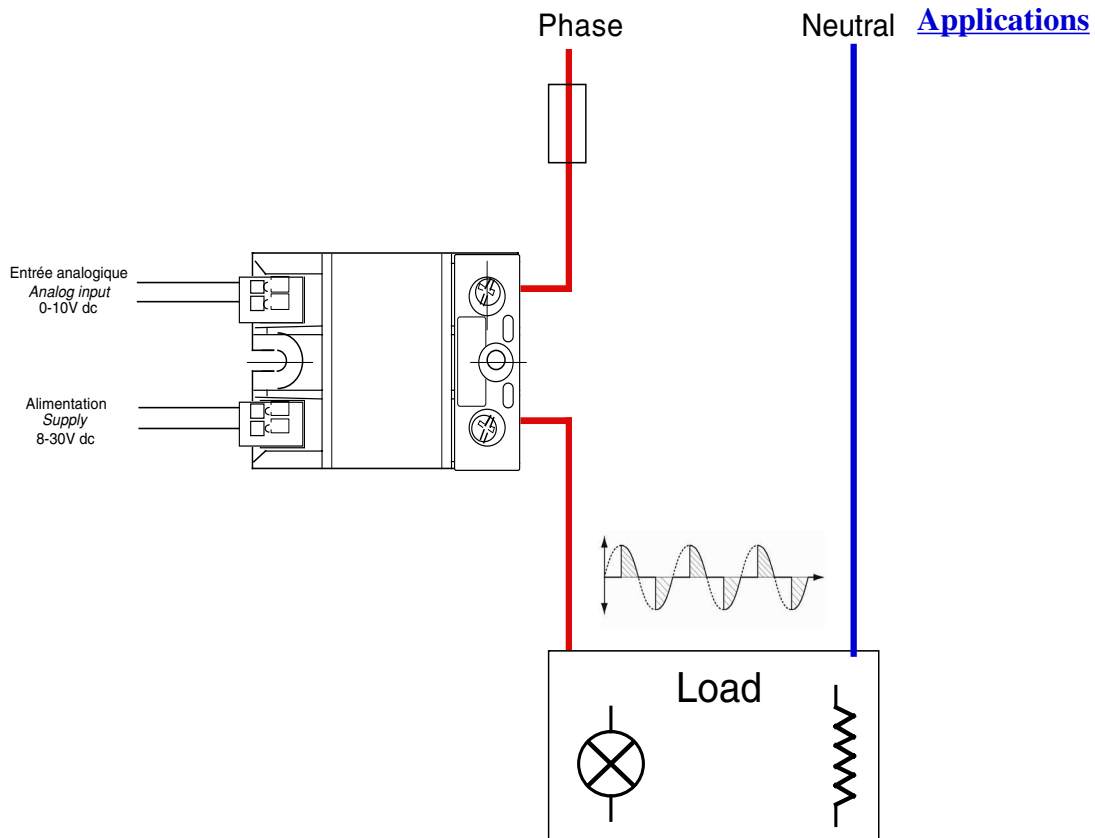 Phase
Neutral
Applications
Entrée analogique
Analog input
0-10V dc
Alimentation
Supply
8-30V dc
Load